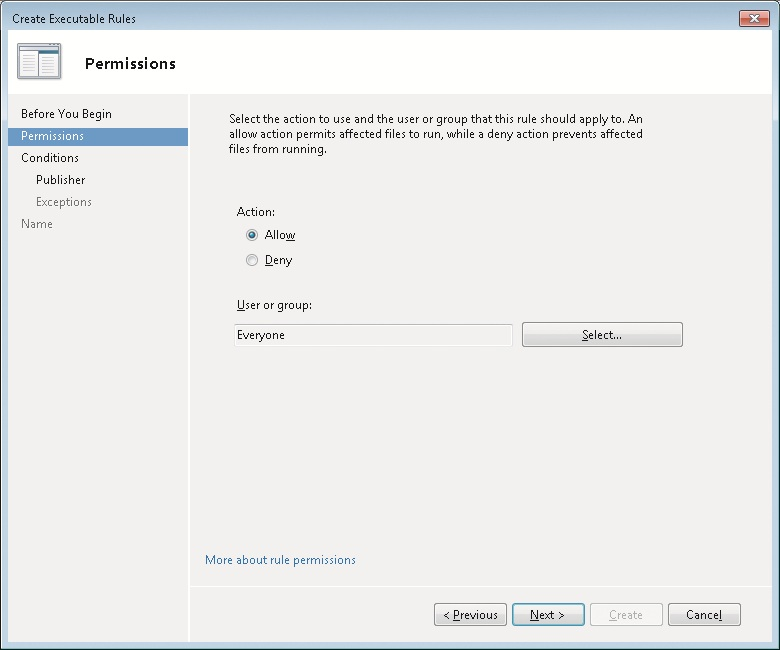 Create Executable Rules
Permissions
Before You Begin
Permissions
Conditions
Publisher
Exceptions
Name
Select the action to use and the user or group that this rule should apply to. An
allow action permits affected files to run, while a deny action prevents affected
files from running.
Action:
Allow
Deny
User or group:
Everyone
Select...
More about rule permissions
< Previous
Next >
Create
Cancel